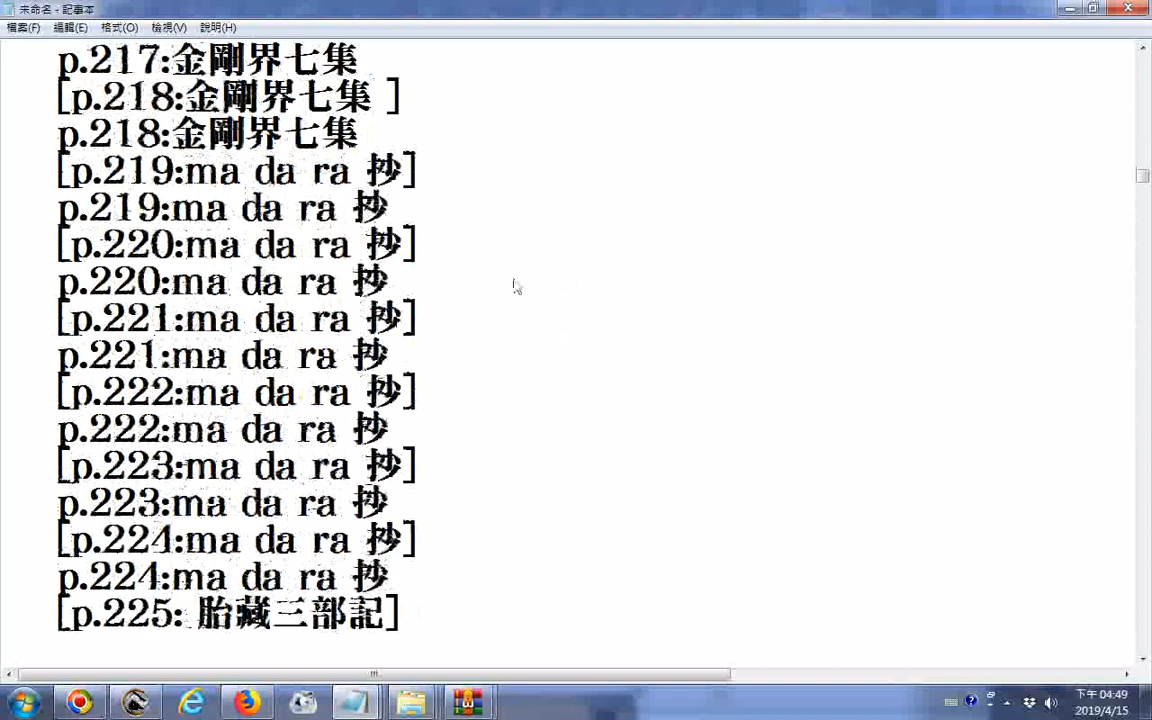 未命名 - 記事本
檔案(F) 編輯(E) 格式(O) 檢視(V) 說明(H)
p.217:金剛界七集
[p.218:金剛界七集 ]
p.218:金剛界七集
[p.219:ma da ra 抄]
p.219:ma da ra 抄
[p.220:ma da ra 抄]
p.220:ma da ra 抄
[p.221:ma da ra 抄]
p.221:ma da ra 抄
[p.222:ma da ra 抄]
p.222:ma da ra 抄
[p.223:ma da ra 抄]
p.223:ma da ra 抄
[p.224:ma da ra 抄]
p.224:ma da ra 抄
[p.225: 胎藏三部記]
下午 04:49
2019/4/15